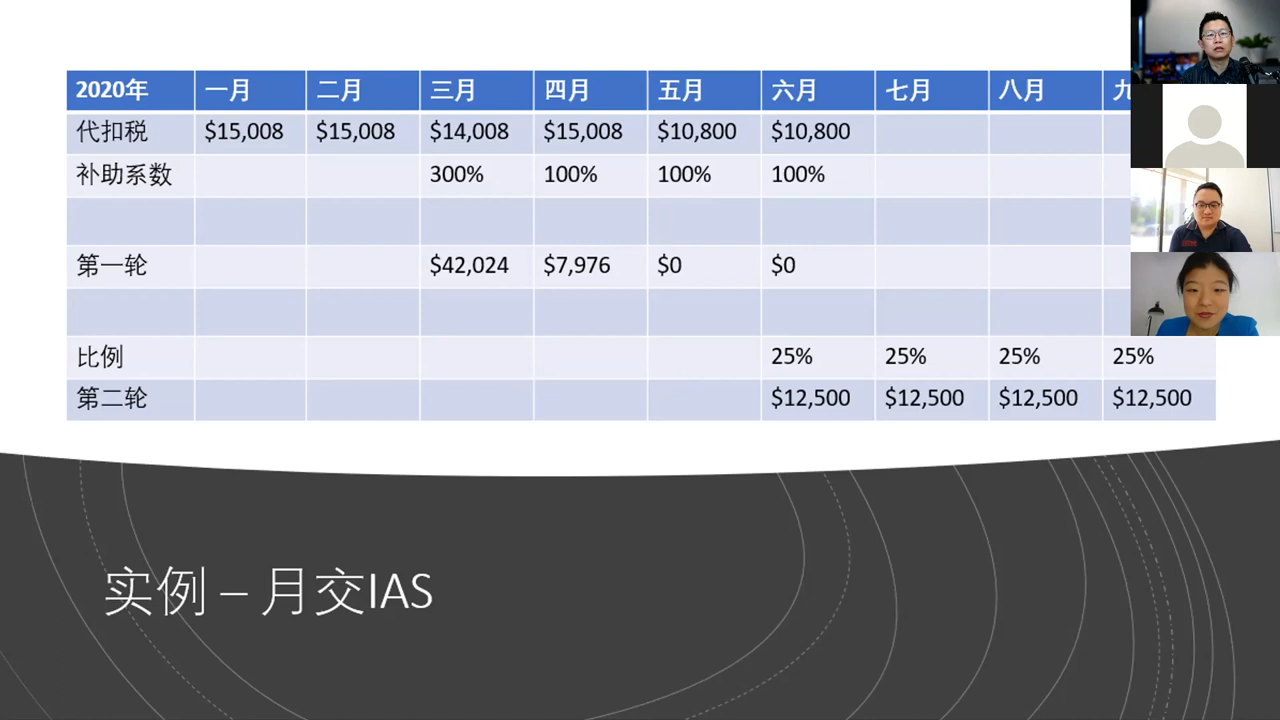 2020年 一月 二月 三月 四月 五月 六月 七月 八月 九
代扣税 $15,008 $15,008 $14,008 $15,008 $10,800 $10,800
补助系数 300% 100% 100% 100%
第一轮 $42,024 $7,976 $0 $0
比例 25% 25% 25% 25%
第二轮 $12,500 $12,500 $12,500 $12,500
实例 – 月交IAS